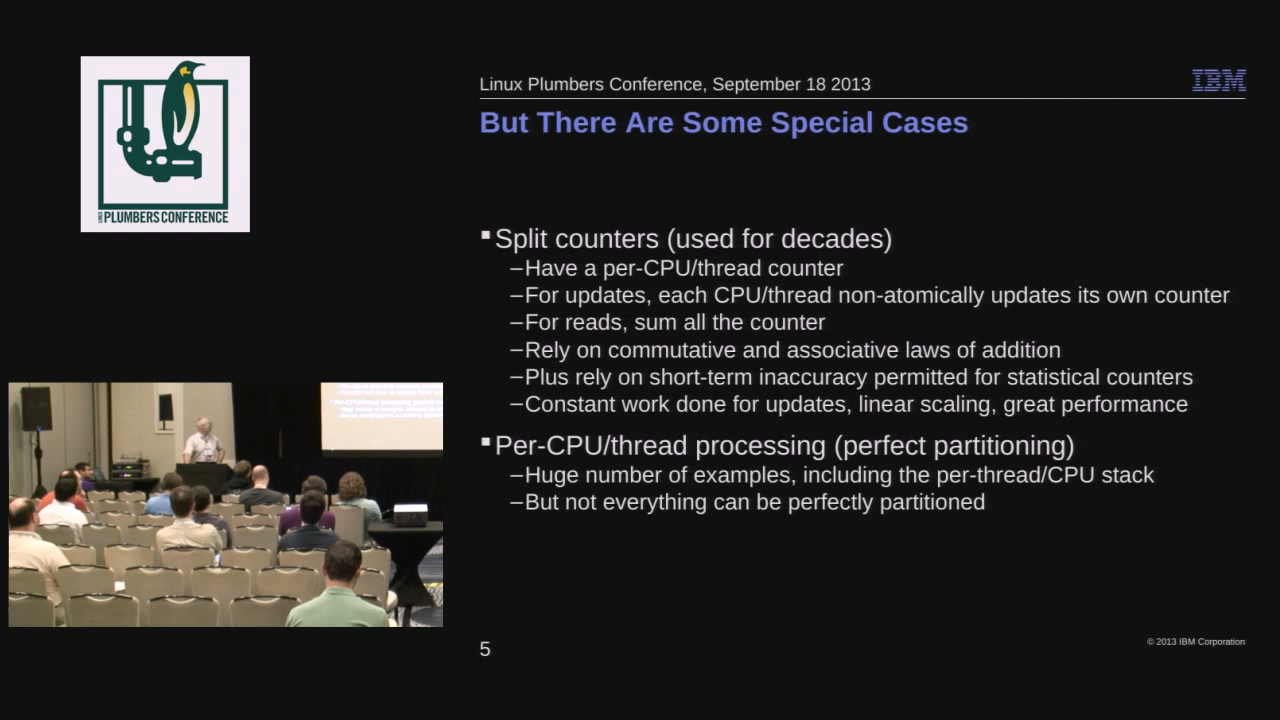 LINUX PLUMBERS CONFERENCE
Linux Plumbers Conference, September 18 2013
IBM
But There Are Some Special Cases
▪Split counters (used for decades)
–Have a per-CPU/thread counter
–For updates, each CPU/thread non-atomically updates its own counter
–For reads, sum all the counter
–Rely on commutative and associative laws of addition
–Plus rely on short-term inaccuracy permitted for statistical counters
–Constant work done for updates, linear scaling, great performance
▪Per-CPU/thread processing (perfect partitioning)
–Huge number of examples, including the per-thread/CPU stack
–But not everything can be perfectly partitioned
5
© 2013 IBM Corporation